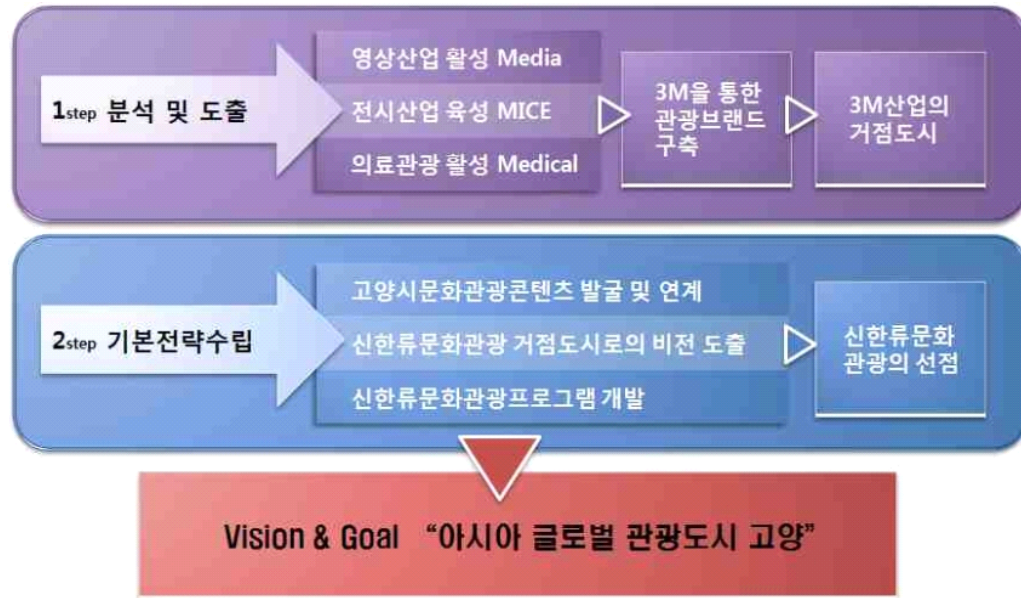 1step 분석 및 도출
영상산업 활성 Media
전시산업 육성 MICE
의료관광 활성 Medical
3M을 통한
관광브랜드
구축
3M산업의
거점도시
2step 기본전략수립
고양시문화관광콘텐츠 발굴 및 연계
신한류문화관광 거점도시로의 비전 도출
신한류문화관광프로그램 개발
신한류문화
관광의 선점
Vision & Goal “아시아 글로벌 관광도시 고양”